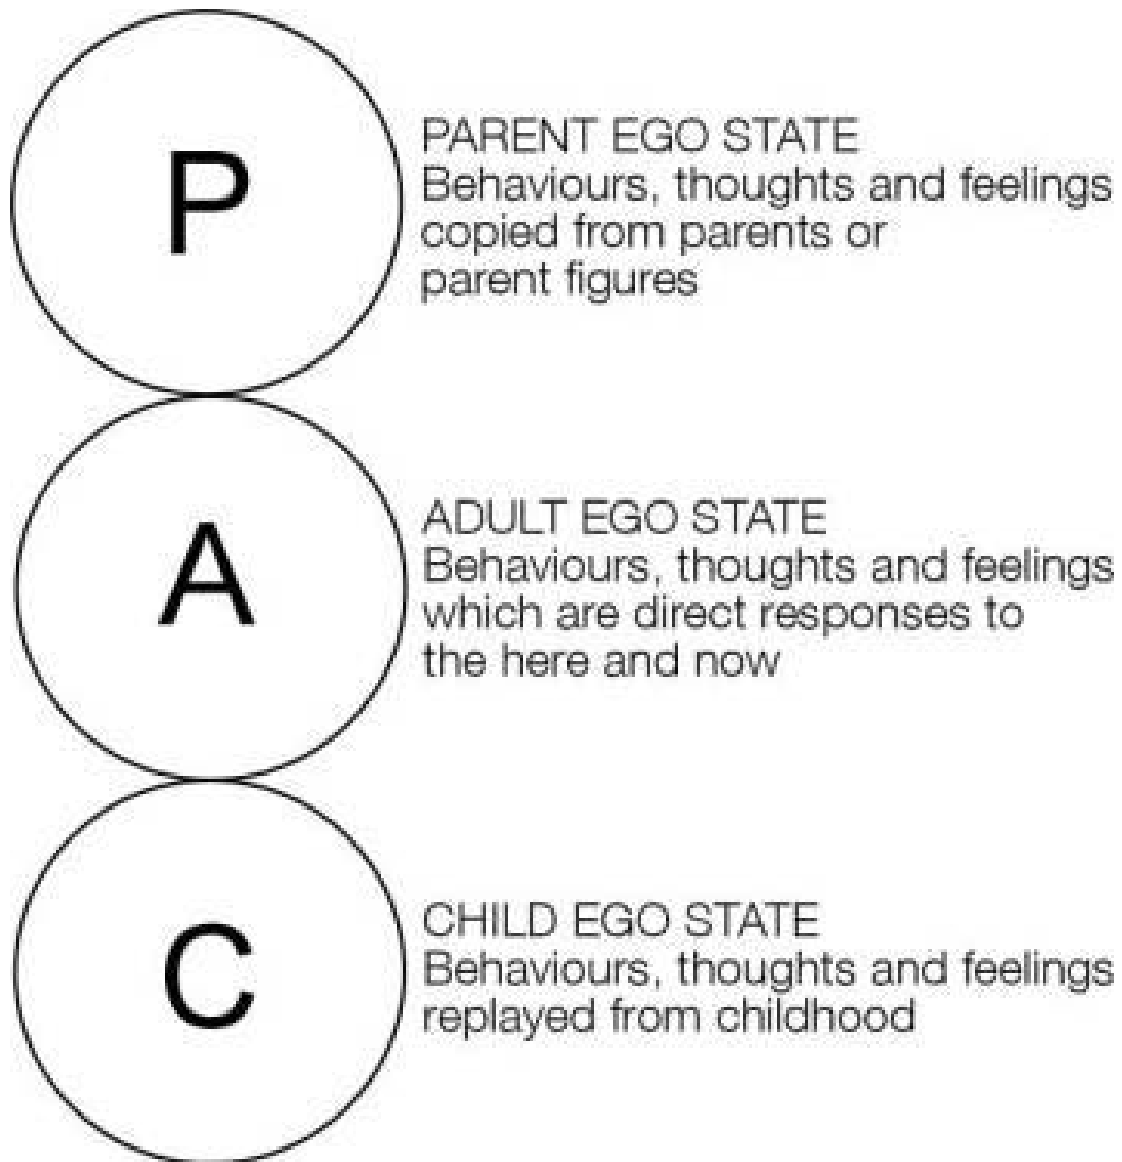 P
PARENT EGO STATE
Behaviours, thoughts and feelings
copied from parents or
parent figures
A
ADULT EGO STATE
Behaviours, thoughts and feelings
which are direct responses to
the here and now
C
CHILD EGO STATE
Behaviours, thoughts and feelings
replayed from childhood